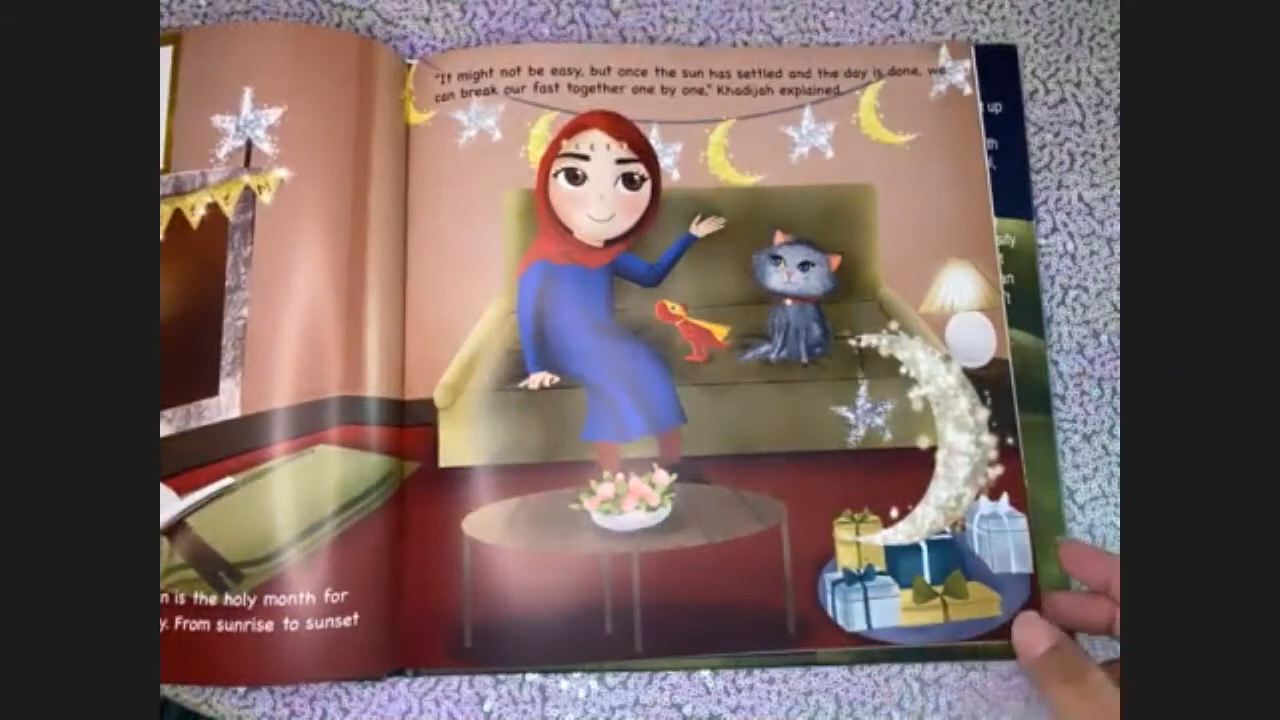 n is the holy month for
y. From sunrise to sunset
"It might not be easy, but once the sun has settled and the day is done, we
can break our fast together one by one," Khadijah explained.
up